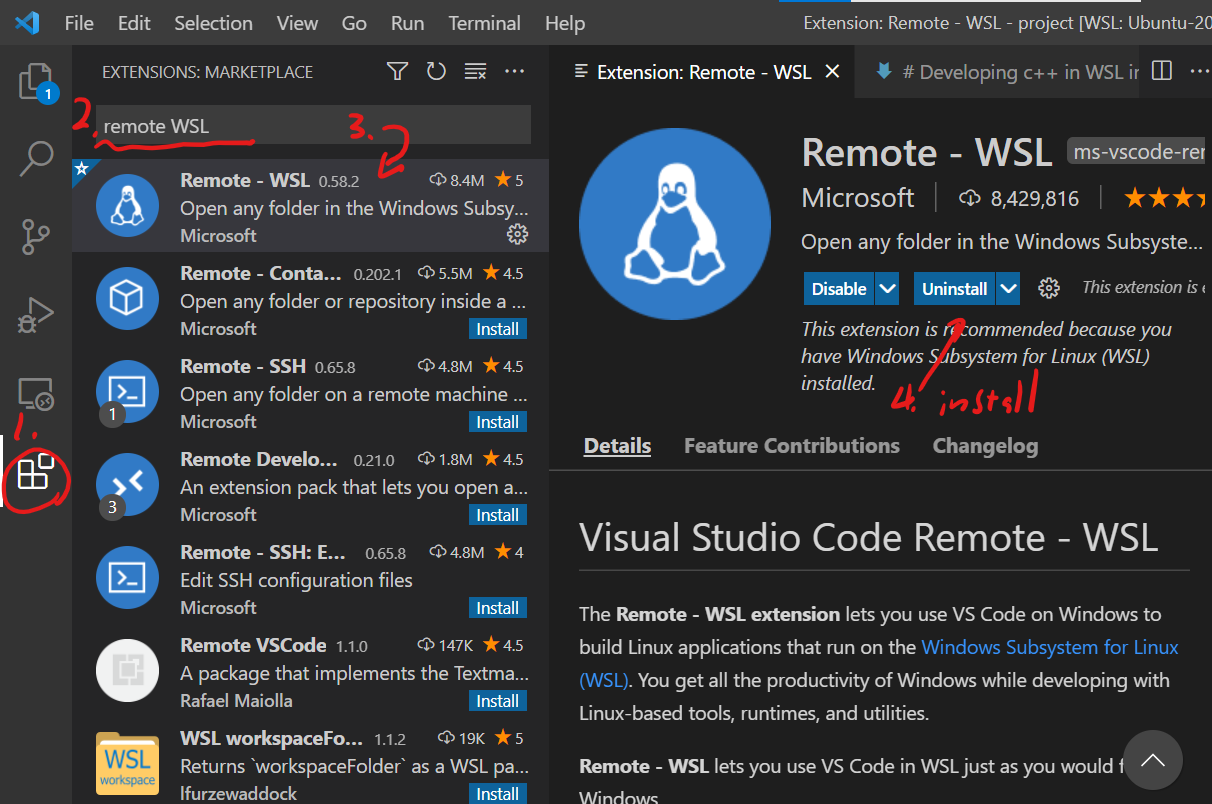 File Edit Selection View Go Run Terminal Help
Extension: Remote - WSL - project [WSL: Ubuntu-20
EXTENSIONS: MARKETPLACE
1
1.
2.
remote WSL
3.
Remote - WSL 0.58.2 8.4M 5
Open any folder in the Windows Subsy...
Microsoft
Remote - Conta... 0.202.1 5.5M 4.5
Open any folder or repository inside a ...
Microsoft Install
Remote - SSH 0.65.8 4.8M 4.5
Open any folder on a remote machine ...
1
Microsoft Install
Remote Develo... 0.21.0 1.8M 4.5
An extension pack that lets you open a...
3
Microsoft Install
Remote - SSH: E... 0.65.8 4.8M 4
Edit SSH configuration files
Microsoft Install
Remote VSCode 1.1.0 147K 4.5
A package that implements the Textma...
Rafael Maiolla Install
WSL workspaceFo... 1.1.2 19K 5
WSL
workspace
Returns `workspaceFolder` as a WSL pa...
lfurzewaddock Install
Extension: Remote - WSL
# Developing c++ in WSL in
Remote - WSL ms-vscode-rem
Microsoft 8,429,816
Open any folder in the Windows Subsyste...
Disable Uninstall This extension is e
This extension is recommended because you
have Windows Subsystem for Linux (WSL)
installed.
4. install
Details Feature Contributions Changelog
Visual Studio Code Remote - WSL
The Remote - WSL extension lets you use VS Code on Windows to
build Linux applications that run on the Windows Subsystem for Linux
(WSL). You get all the productivity of Windows while developing with
Linux-based tools, runtimes, and utilities.
Remote - WSL lets you use VS Code in WSL just as you would f
Windows.